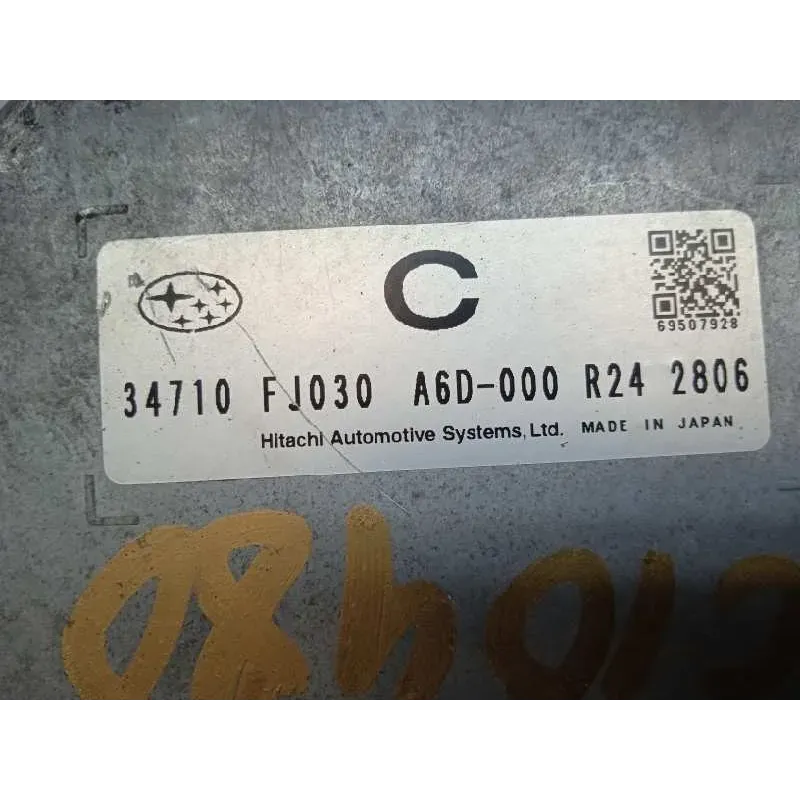 C
69507928
34710 FJ030 A6D-000 R24 2806
Hitachi Automotive Systems, Ltd. MADE IN JAPAN